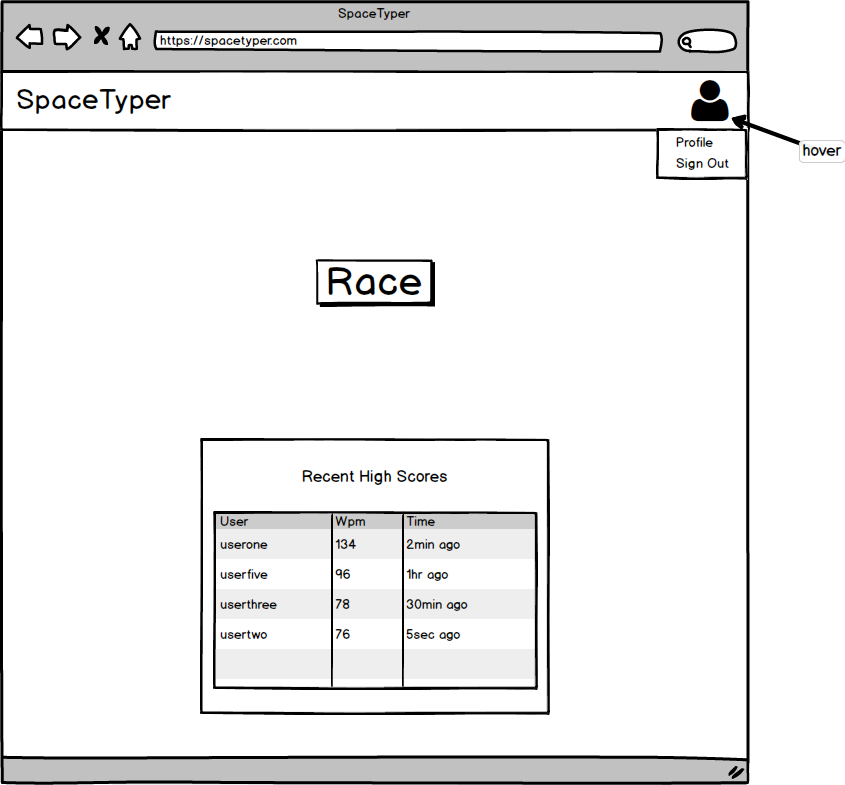 SpaceTyper
https://spacetyper.com
SpaceTyper
Profile
Sign Out
hover
Race
Recent High Scores
User Wpm Time
userone 134 2min ago
userfive 96 1hr ago
userthree 78 30min ago
usertwo 76 5sec ago